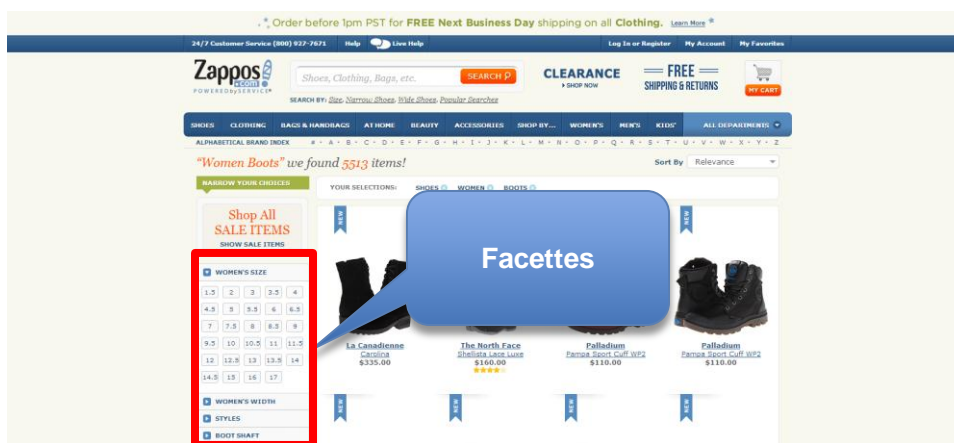 Order before 1pm PST for FREE Next Business Day shipping on all Clothing. Learn More
24/7 Customer Service (800) 927-7671 Help Live Help Log In or Register My Account My Favorites
Zappos
.com
POWERED by SERVICE
Shoes, Clothing, Bags, etc. SEARCH
SEARCH BY: Size, Narrow Shoes, Wide Shoes, Popular Searches
CLEARANCE
SHOP NOW
FREE
SHIPPING & RETURNS
MY CART
SHOES CLOTHING BAGS & HANDBAGS AT HOME BEAUTY ACCESSORIES SHOP BY... WOMEN'S MEN'S KIDS' ALL DEPARTMENTS
ALPHABETICAL BRAND INDEX # • A • B • C • D • E • F • G • H • I • J • K • L • M • N • O • P • Q • R • S • T • U • V • W • X • Y • Z
"Women Boots" we found 5513 items! Sort By Relevance
NARROW YOUR CHOICES
YOUR SELECTIONS: SHOES WOMEN BOOTS
Shop All
SALE ITEMS
SHOW SALE ITEMS
WOMEN'S SIZE
1.5 2 3 3.5 4
4.5 5 5.5 6 6.5
7 7.5 8 8.5 9
9.5 10 10.5 11 11.5
12 12.5 13 13.5 14
14.5 15 16 17
WOMEN'S WIDTH
STYLES
BOOT SHAFT
NEW
NEW
Facettes
La Canadienne
Carolina
$335.00
The North Face
Shellista Lace Luxe
$160.00
Palladium
Pampa Sport Cuff WP2
$110.00
Palladium
Pampa Sport Cuff WP2
$110.00
NEW
NEW
NEW
NEW